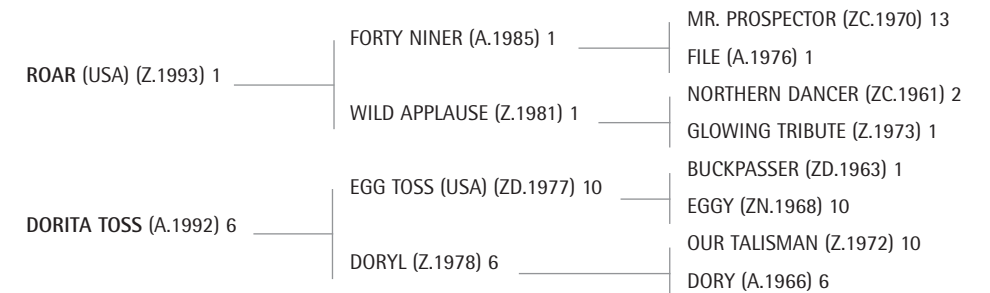 MR. PROSPECTOR (ZC.1970) 13
FORTY NINER (A.1985) 1
FILE (A.1976) 1
ROAR (USA) (Z.1993) 1
NORTHERN DANCER (ZC.1961) 2
WILD APPLAUSE (Z.1981) 1
GLOWING TRIBUTE (Z.1973) 1
BUCKPASSER (ZD.1963) 1
EGG TOSS (USA) (ZD.1977) 10
EGGY (ZN.1968) 10
DORITA TOSS (A.1992) 6
OUR TALISMAN (Z.1972) 10
DORYL (Z.1978) 6
DORY (A.1966) 6